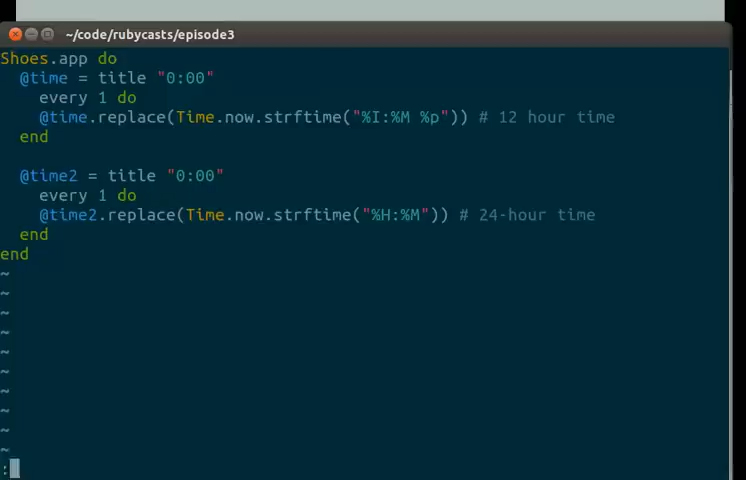 ~/code/rubycasts/episode3
Shoes.app do
  @time = title "0:00"
    every 1 do
    @time.replace(Time.now.strftime("%I:%M %p")) # 12 hour time
  end

  @time2 = title "0:00"
    every 1 do
    @time2.replace(Time.now.strftime("%H:%M")) # 24-hour time
  end
end
~
~
~
~
~
~
~
~
~
~
: